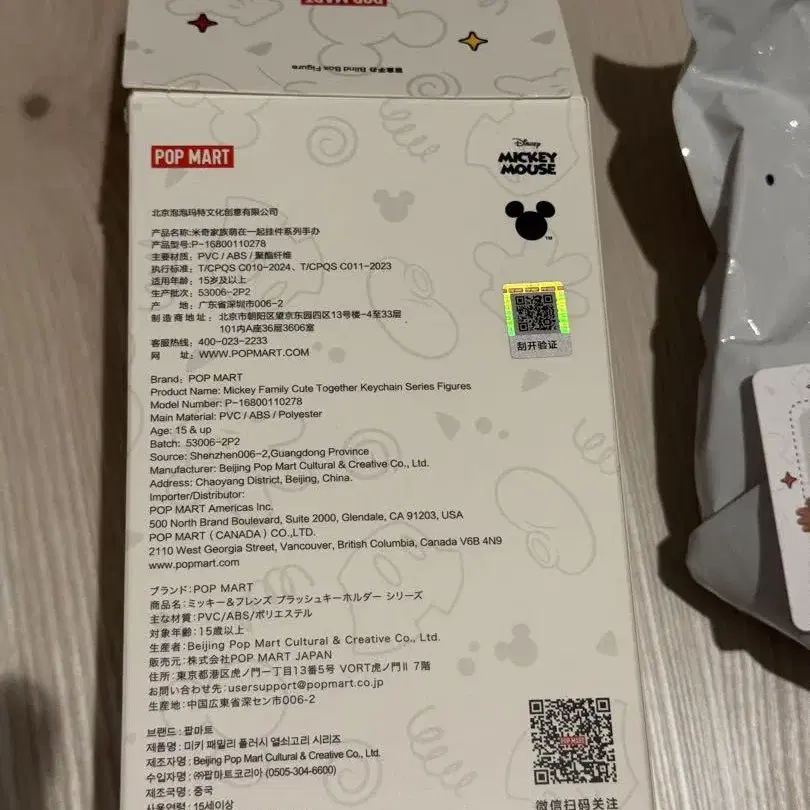 POP MART
盲盒手办 Blind Box Figure
POP MART
Disney
MICKEY
MOUSE
TM
北京泡泡玛特文化创意有限公司
产品名称:米奇家族萌在一起挂件系列手办
产品型号:P-16800110278
主要材质: PVC / ABS / 聚酯纤维
执行标准: T/CPQS C010-2024、T/CPQS C011-2023
适用年龄: 15岁及以上
生产批次: 53006-2P2
产 地: 广东省深圳市006-2
制造商地址: 北京市朝阳区望京东园四区13号楼-4至33层
101内A座36层3606室
客服热线: 400-023-2233
网 址: WWW.POPMART.COM
刮开验证
Brand: POP MART
Product Name: Mickey Family Cute Together Keychain Series Figures
Model Number: P-16800110278
Main Material: PVC / ABS / Polyester
Age: 15 & up
Batch: 53006-2P2
Source: Shenzhen006-2,Guangdong Province
Manufacturer: Beijing Pop Mart Cultural & Creative Co., Ltd.
Address: Chaoyang District, Beijing, China.
Importer/Distributor:
POP MART Americas Inc.
500 North Brand Boulevard, Suite 2000, Glendale, CA 91203, USA
POP MART ( CANADA ) CO.,LTD.
2110 West Georgia Street, Vancouver, British Columbia, Canada V6B 4N9
www.popmart.com
ブランド: POP MART
商品名: ミッキー&フレンズ プラッシュキーホルダー シリーズ
主な材質: PVC/ABS/ポリエステル
対象年齢: 15歳以上
生産者: Beijing Pop Mart Cultural & Creative Co., Ltd.
販売元: 株式会社POP MART JAPAN
住所: 東京都港区虎ノ門一丁目13番5号 VORT虎ノ門Ⅱ 7階
お問い合わせ先: usersupport@popmart.co.jp
生産地: 中国広東省深セン市006-2
브랜드 : 팝마트
제품명 : 미키 패밀리 플러시 열쇠고리 시리즈
제조자명 : Beijing Pop Mart Cultural & Creative Co., Ltd.
수입자명 : ㈜팝마트코리아 (0505-304-6600)
제조국명 : 중국
사용연령 : 15세이상
POP MART
微信扫码关注